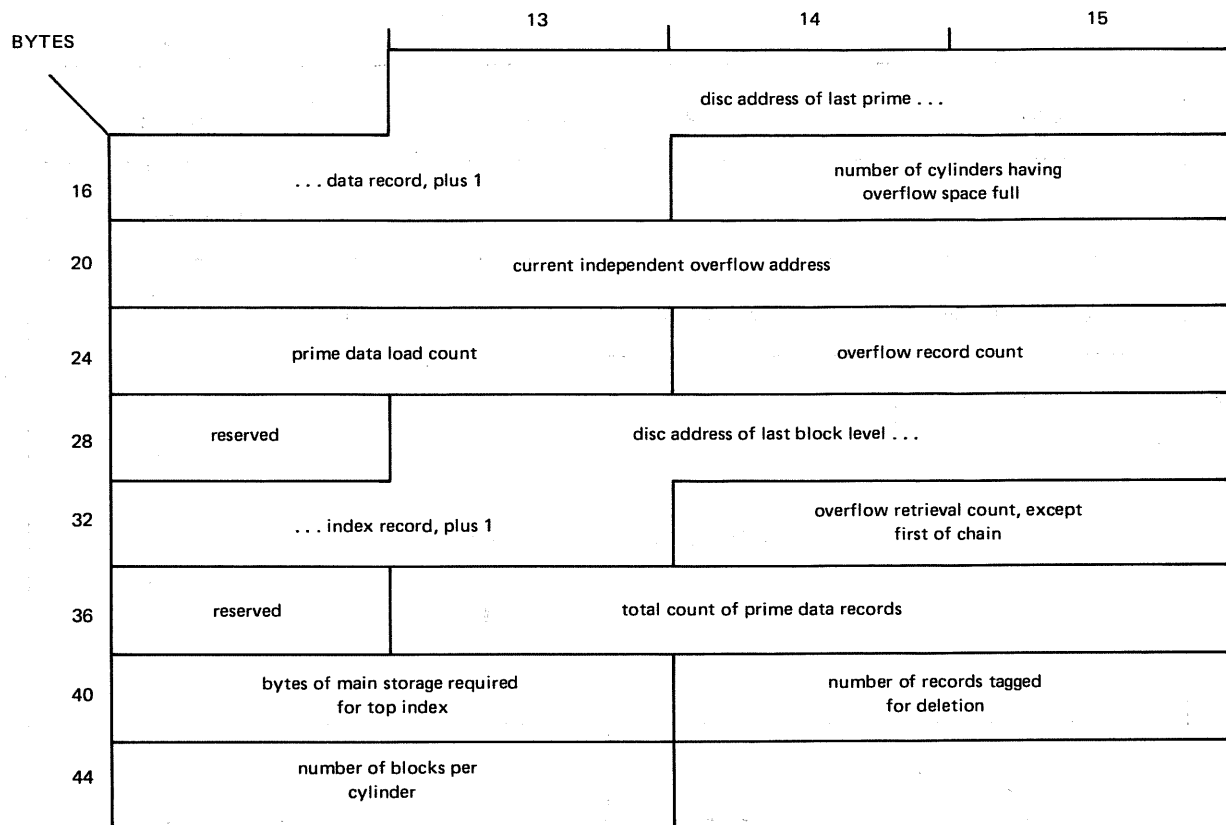 13 14 15
BYTES
disc address of last prime . . .
16 . . . data record, plus 1 number of cylinders having
overflow space full
20 current independent overflow address
24 prime data load count overflow record count
28 reserved disc address of last block level . . .
32 . . . index record, plus 1 overflow retrieval count, except
first of chain
36 reserved total count of prime data records
40 bytes of main storage required number of records tagged
for top index for deletion
44 number of blocks per
cylinder